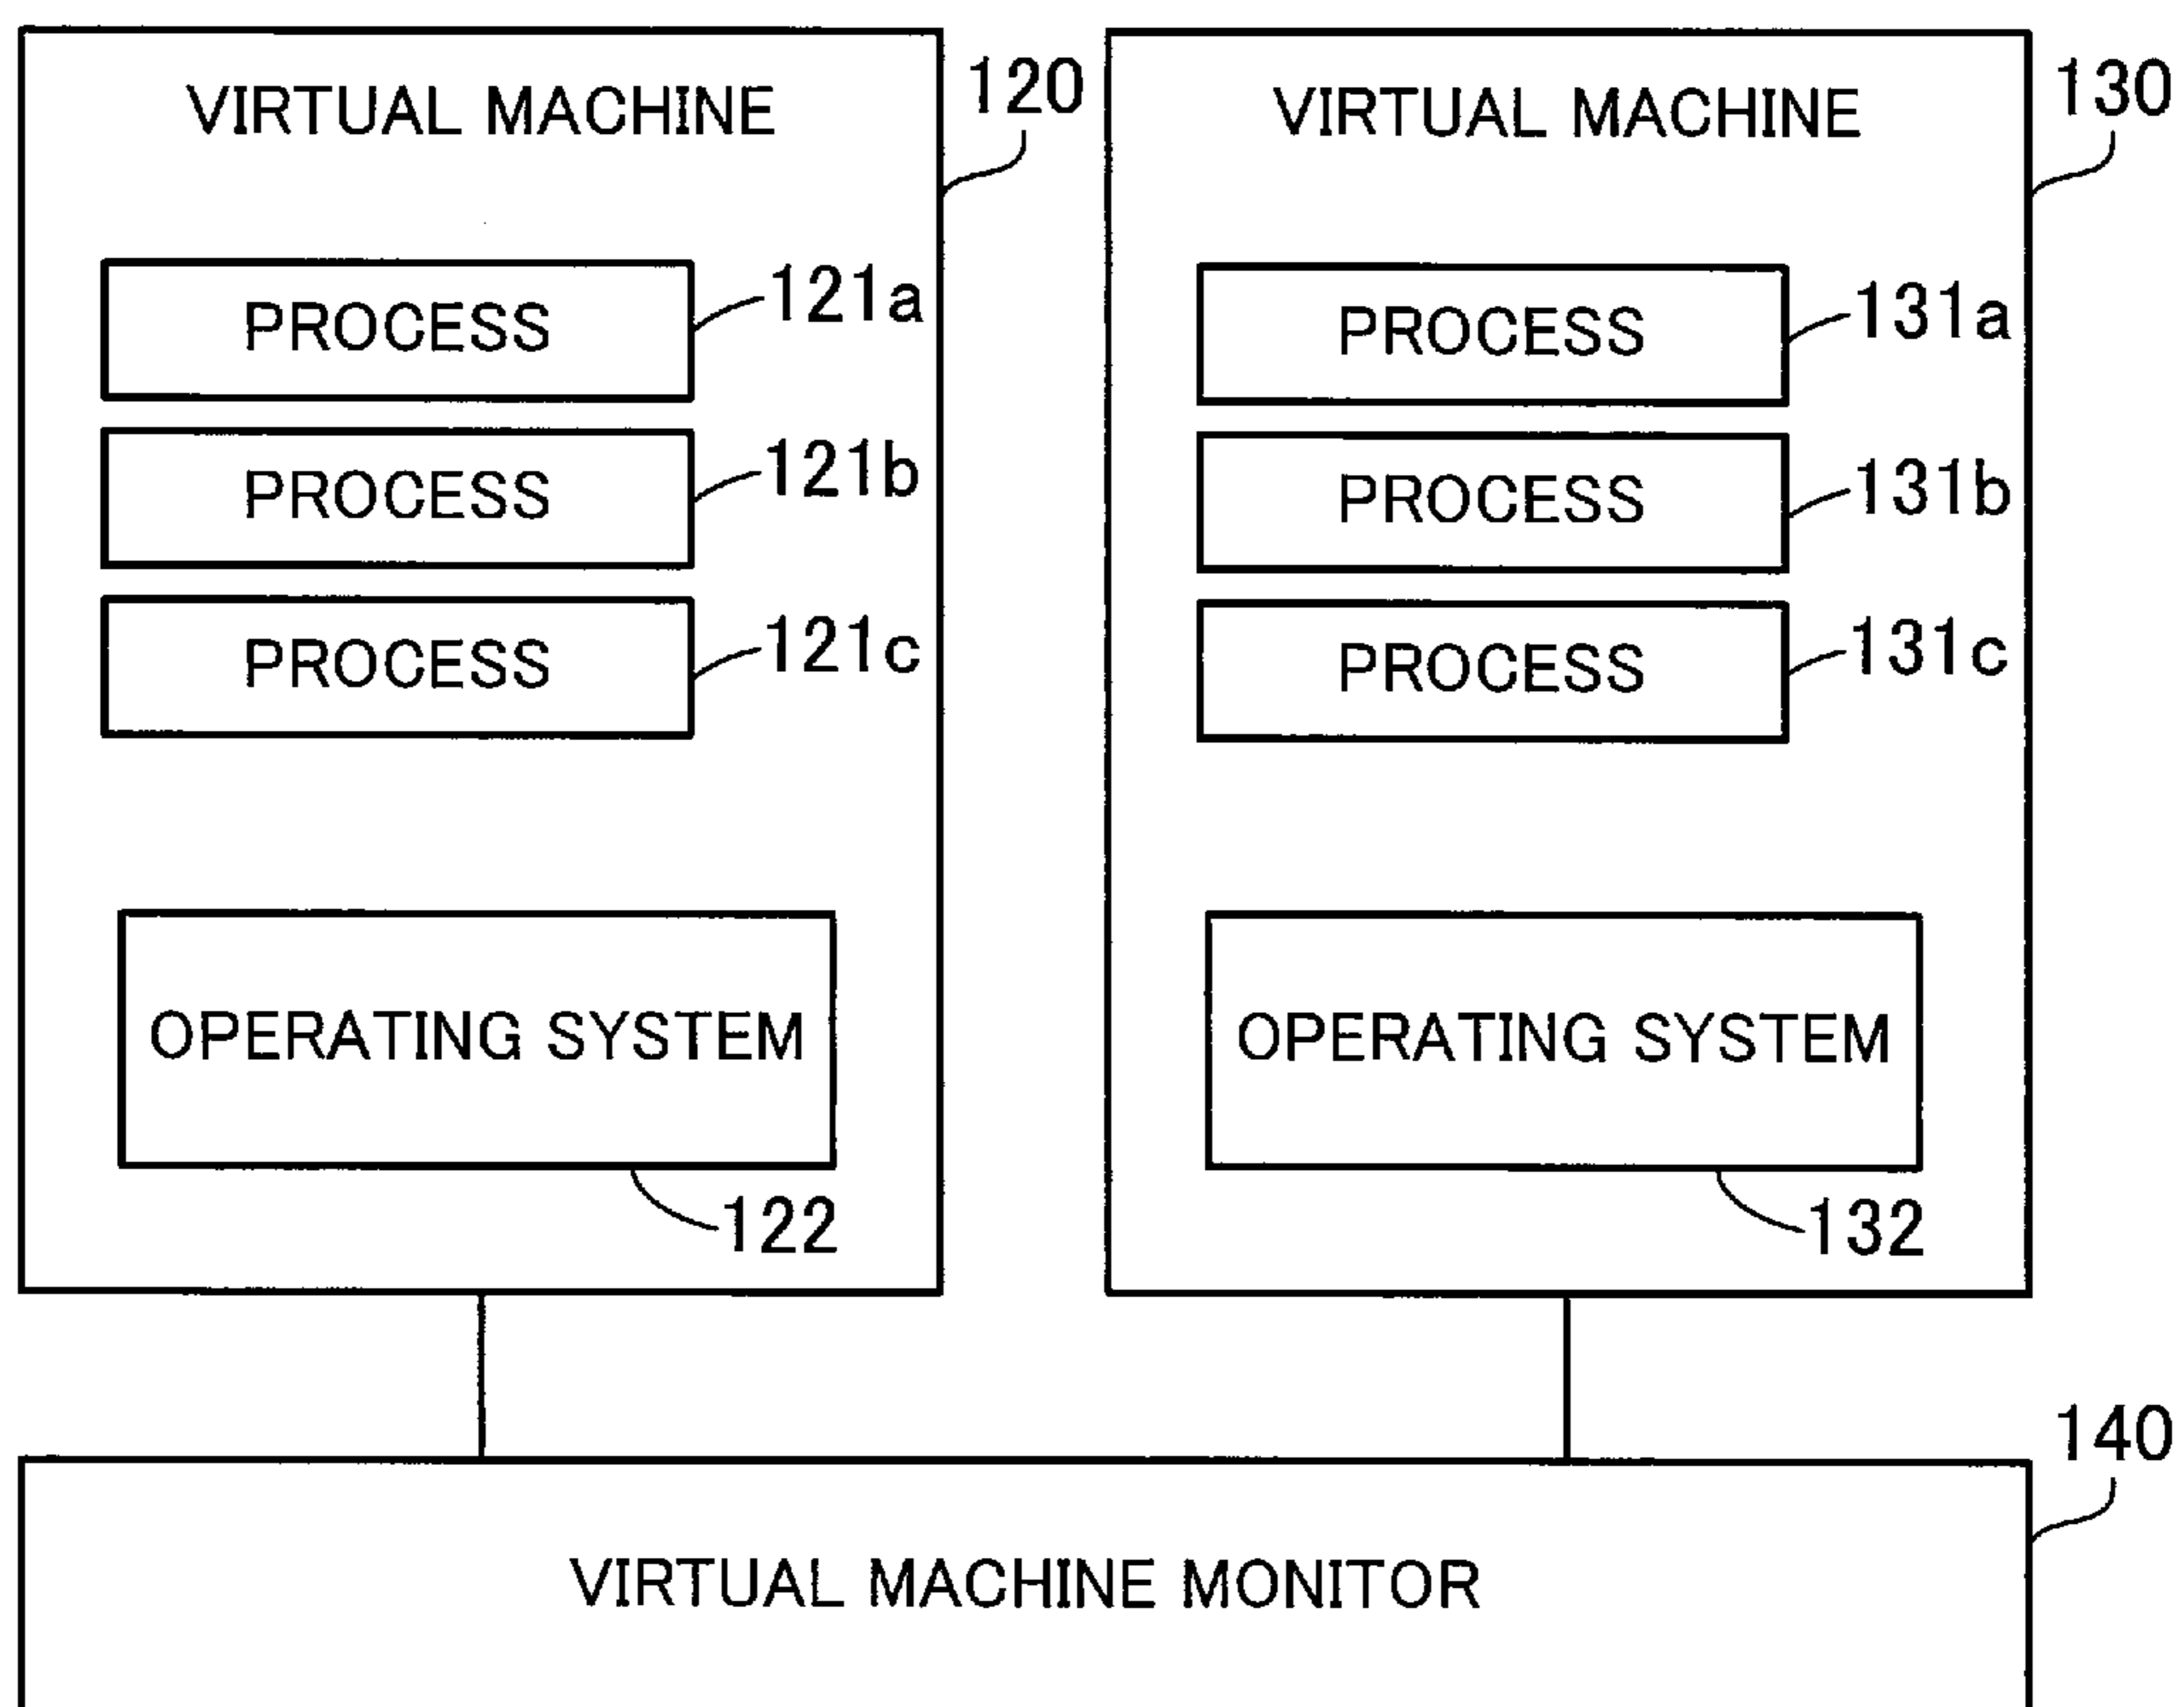 VIRTUAL MACHINE
120
PROCESS
121a
PROCESS
121b
PROCESS
121c
OPERATING SYSTEM
122
VIRTUAL MACHINE
130
PROCESS
131a
PROCESS
131b
PROCESS
131c
OPERATING SYSTEM
132
140
VIRTUAL MACHINE MONITOR